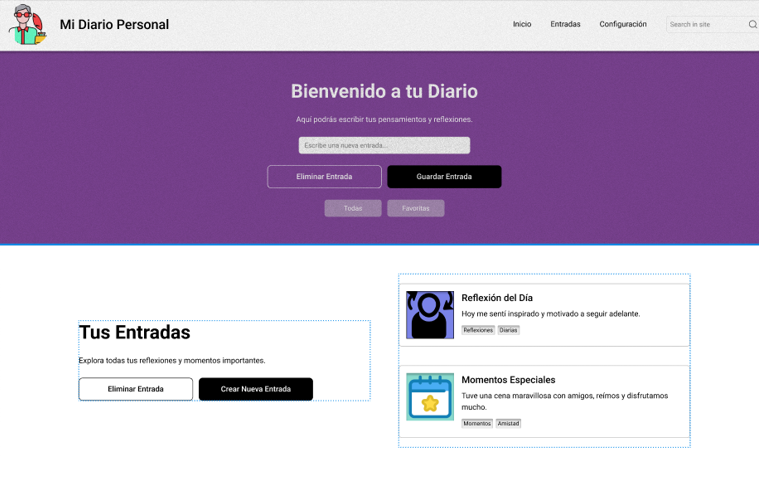 Mi Diario Personal
Inicio
Entradas
Configuración
Search in site
Bienvenido a tu Diario
Aquí podrás escribir tus pensamientos y reflexiones.
Escribe una nueva entrada...
Eliminar Entrada
Guardar Entrada
Todas
Favoritas
Tus Entradas
Explora todas tus reflexiones y momentos importantes.
Eliminar Entrada
Crear Nueva Entrada
Reflexión del Día
Hoy me sentí inspirado y motivado a seguir adelante.
Reflexiones
Diarias
Momentos Especiales
Tuve una cena maravillosa con amigos, reímos y disfrutamos
mucho.
Momentos
Amistad